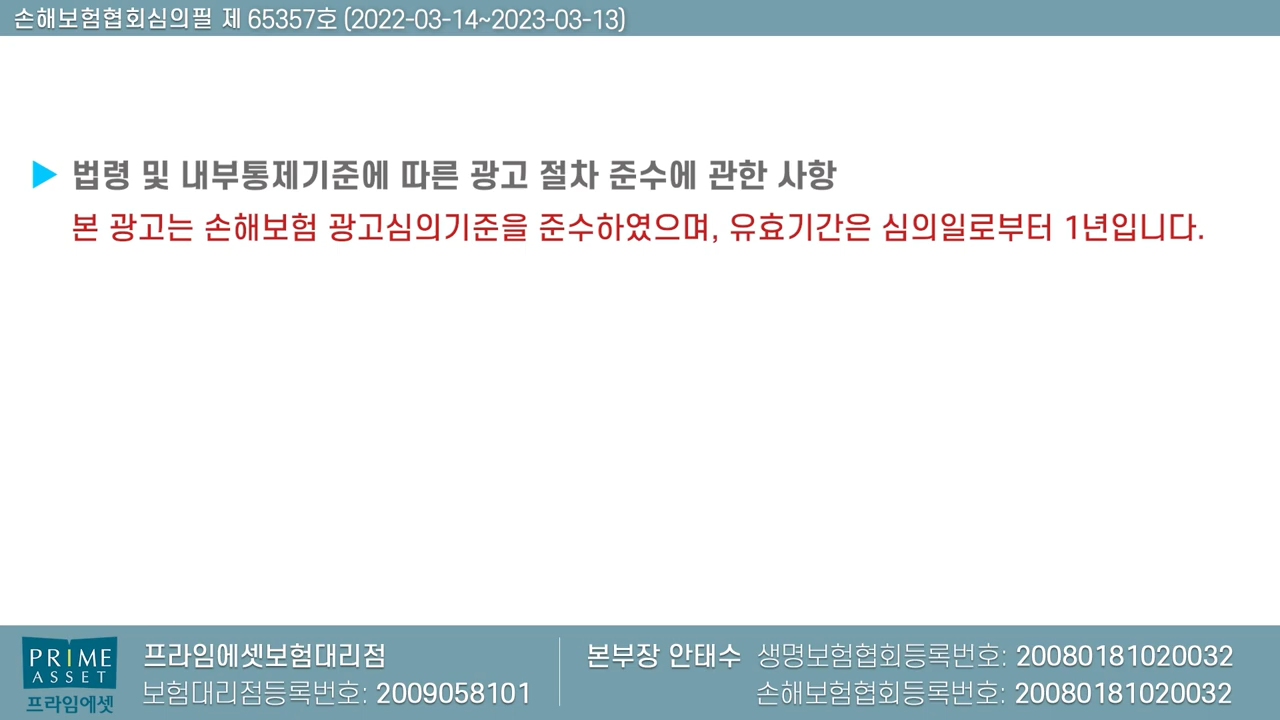 손해보험협회심의필 제 65357호 (2022-03-14~2023-03-13)
▶ 법령 및 내부통제기준에 따른 광고 절차 준수에 관한 사항
본 광고는 손해보험 광고심의기준을 준수하였으며, 유효기간은 심의일로부터 1년입니다.
PRIME
ASSET
프라임에셋
프라임에셋보험대리점
보험대리점등록번호: 2009058101
본부장 안태수 생명보험협회등록번호: 20080181020032
손해보험협회등록번호: 20080181020032